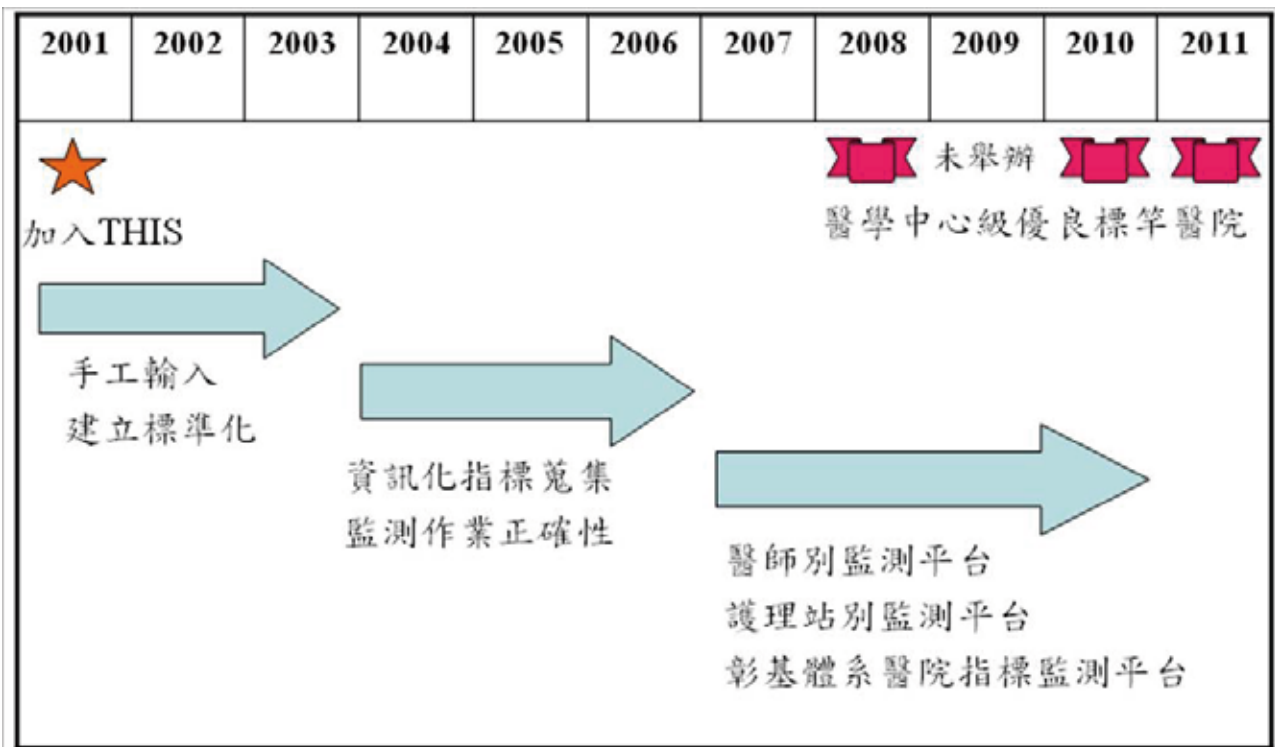 2001 2002 2003 2004 2005 2006 2007 2008 2009 2010 2011
未舉辦
加入THIS
醫學中心級優良標竿醫院
手工輸入
建立標準化
資訊化指標蒐集
監測作業正確性
醫師別監測平台
護理站別監測平台
彰基體系醫院指標監測平台